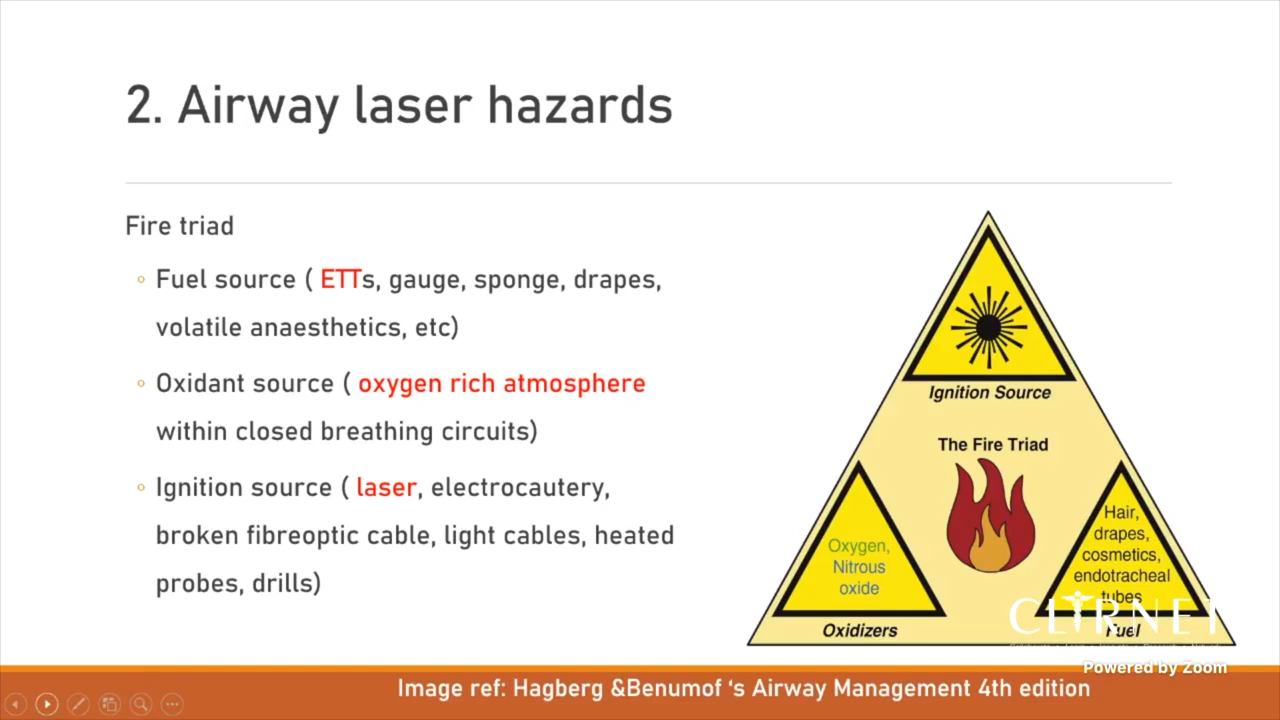 2. Airway laser hazards
Fire triad
Fuel source ( ETTs, gauge, sponge, drapes,
volatile anaesthetics, etc)
Oxidant source ( oxygen rich atmosphere
within closed breathing circuits)
Ignition source ( laser, electrocautery,
broken fibreoptic cable, light cables, heated
probes, drills)
Ignition Source
The Fire Triad
Oxygen,
Nitrous
oxide
Oxidizers
Hair,
drapes,
cosmetics,
endotracheal
tubes
Fuel
CLIRNET
Powered by Zoom
Image ref: Hagberg &Benumof ‘s Airway Management 4th edition